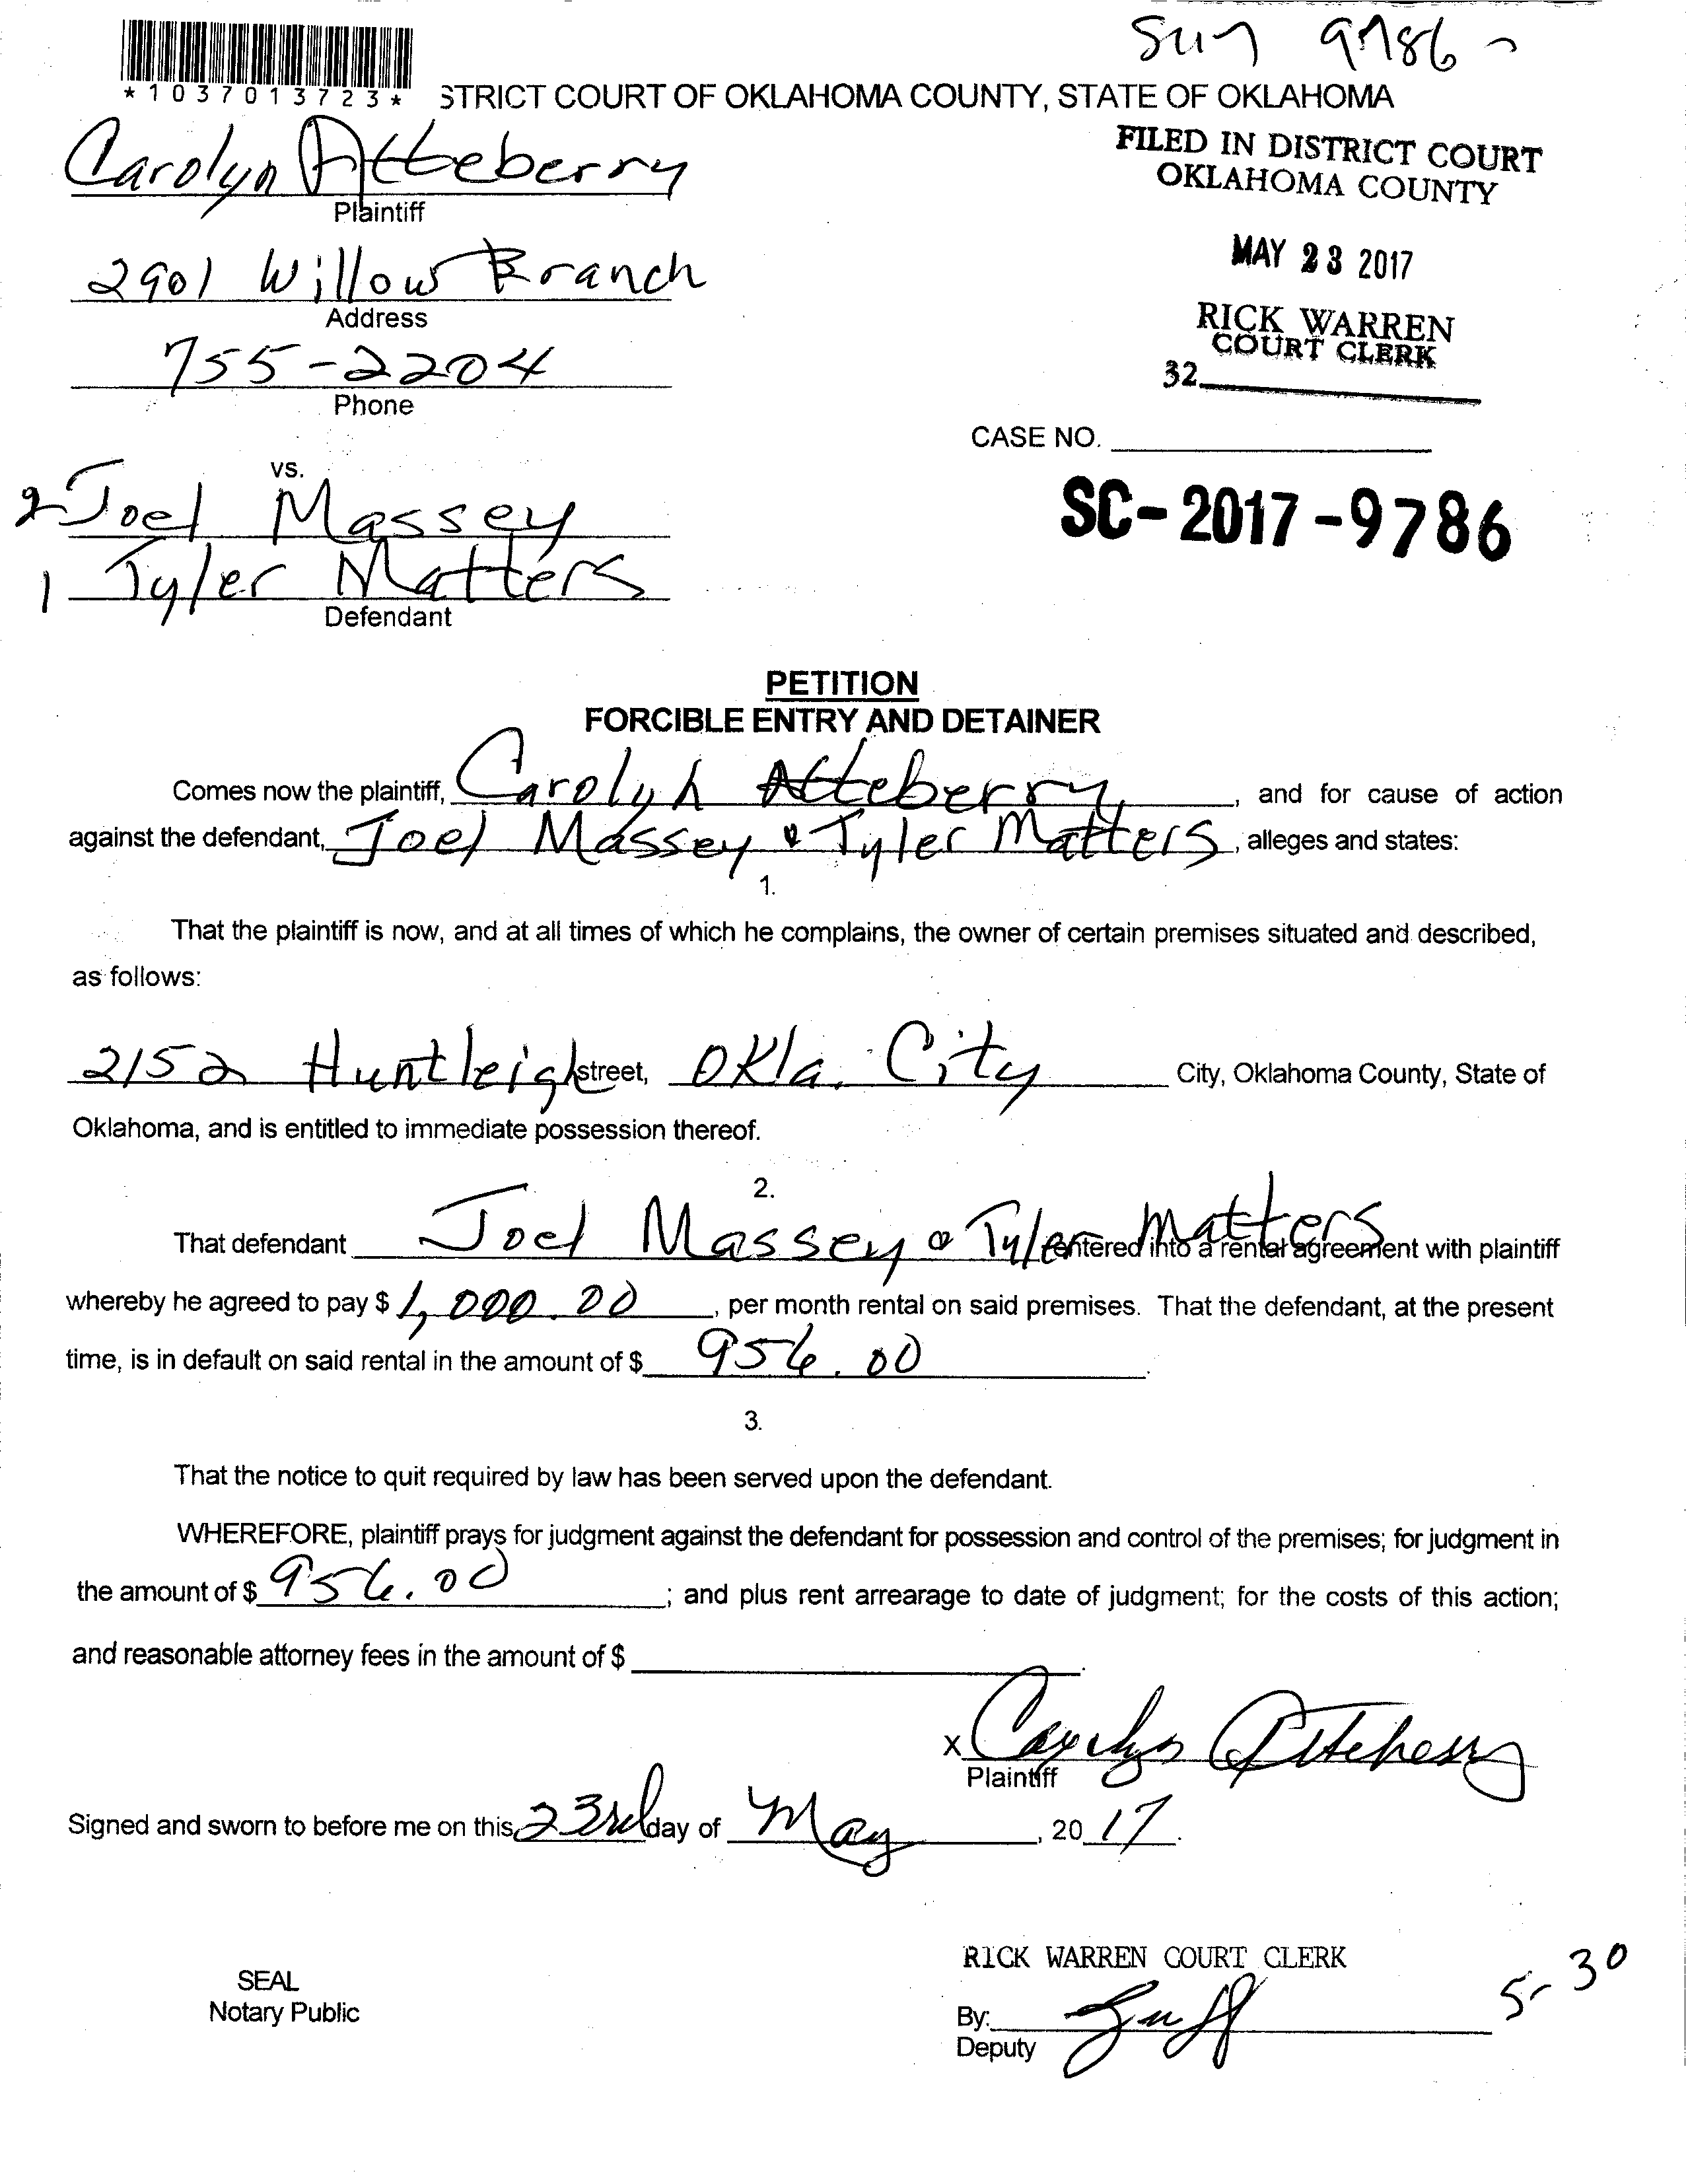 9786
*1037013723*
STRICT COURT OF OKLAHOMA COUNTY, STATE OF OKLAHOMA
Carolyn Atteberry
Plaintiff
FILED IN DISTRICT COURT
OKLAHOMA COUNTY
2901 Willow Branch
Address
MAY 23 2017
755-2204
Phone
RICK WARREN
COURT CLERK
32
CASE NO.
SC-2017-9786
vs.
2 Joel Massey
1 Tyler Matters
Defendant
PETITION
FORCIBLE ENTRY AND DETAINER
Comes now the plaintiff, Carolyn Atteberry, and for cause of action
against the defendant, Joel Massey & Tyler Matters, alleges and states:
1.
That the plaintiff is now, and at all times of which he complains, the owner of certain premises situated and described,
as follows:
2152 Huntleigh street, Okla. City City, Oklahoma County, State of
Oklahoma, and is entitled to immediate possession thereof.
2.
That defendant Joel Massey & Tyler Matters entered into a rental agreement with plaintiff
whereby he agreed to pay $ 1,000.00, per month rental on said premises. That the defendant, at the present
time, is in default on said rental in the amount of $ 956.00.
3.
That the notice to quit required by law has been served upon the defendant.
WHEREFORE, plaintiff prays for judgment against the defendant for possession and control of the premises; for judgment in
the amount of $ 956.00; and plus rent arrearage to date of judgment; for the costs of this action;
and reasonable attorney fees in the amount of $ .
X Carolyn Atteberry
Plaintiff
Signed and sworn to before me on this 23rd day of May, 2017.
RICK WARREN COURT CLERK
SEAL
Notary Public
5-30
By:
Deputy